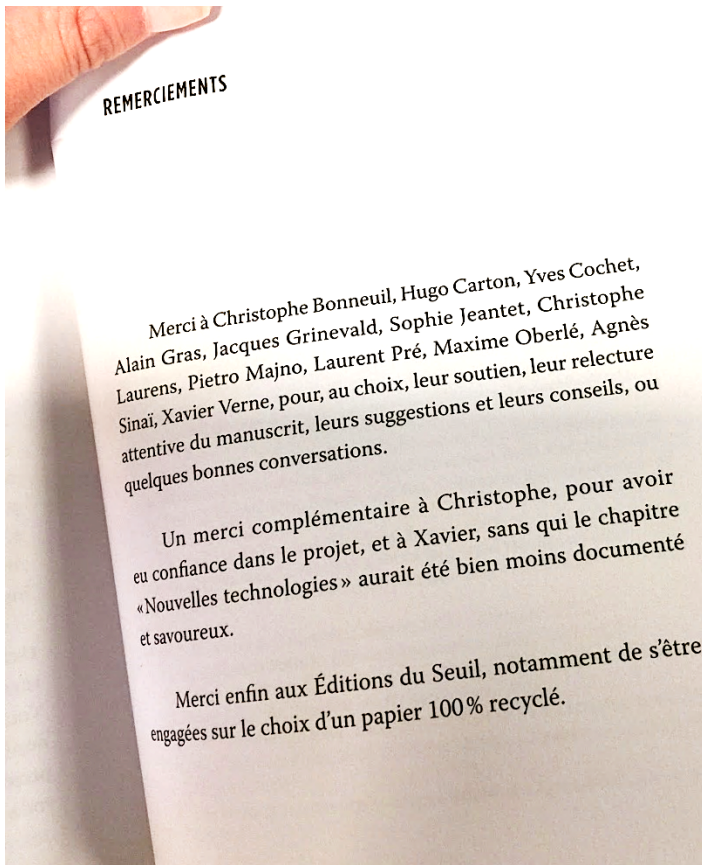 REMERCIEMENTS
Merci à Christophe Bonneuil, Hugo Carton, Yves Cochet,
Alain Gras, Jacques Grinevald, Sophie Jeantet, Christophe
Laurens, Pietro Majno, Laurent Pré, Maxime Oberlé, Agnès
Sinaï, Xavier Verne, pour, au choix, leur soutien, leur relecture
attentive du manuscrit, leurs suggestions et leurs conseils, ou
quelques bonnes conversations.
Un merci complémentaire à Christophe, pour avoir
eu confiance dans le projet, et à Xavier, sans qui le chapitre
«Nouvelles technologies» aurait été bien moins documenté
et savoureux.
Merci enfin aux Éditions du Seuil, notamment de s'être
engagées sur le choix d'un papier 100% recyclé.